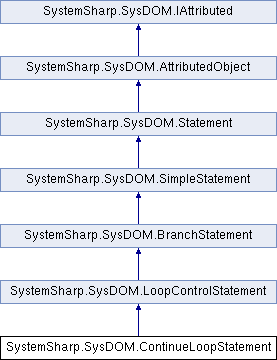 SystemSharp.SysDOM.IAttributed
SystemSharp.SysDOM.AttributedObject
SystemSharp.SysDOM.Statement
SystemSharp.SysDOM.SimpleStatement
SystemSharp.SysDOM.BranchStatement
SystemSharp.SysDOM.LoopControlStatement
SystemSharp.SysDOM.ContinueLoopStatement